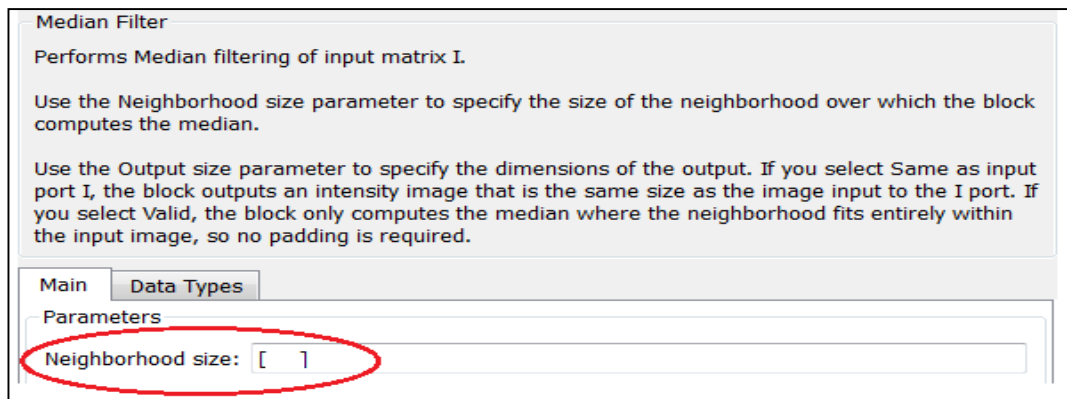 Median Filter
Performs Median filtering of input matrix I.
Use the Neighborhood size parameter to specify the size of the neighborhood over which the block
computes the median.
Use the Output size parameter to specify the dimensions of the output. If you select Same as input
port I, the block outputs an intensity image that is the same size as the image input to the I port. If
you select Valid, the block only computes the median where the neighborhood fits entirely within
the input image, so no padding is required.
Main Data Types
Parameters
Neighborhood size: [ ]